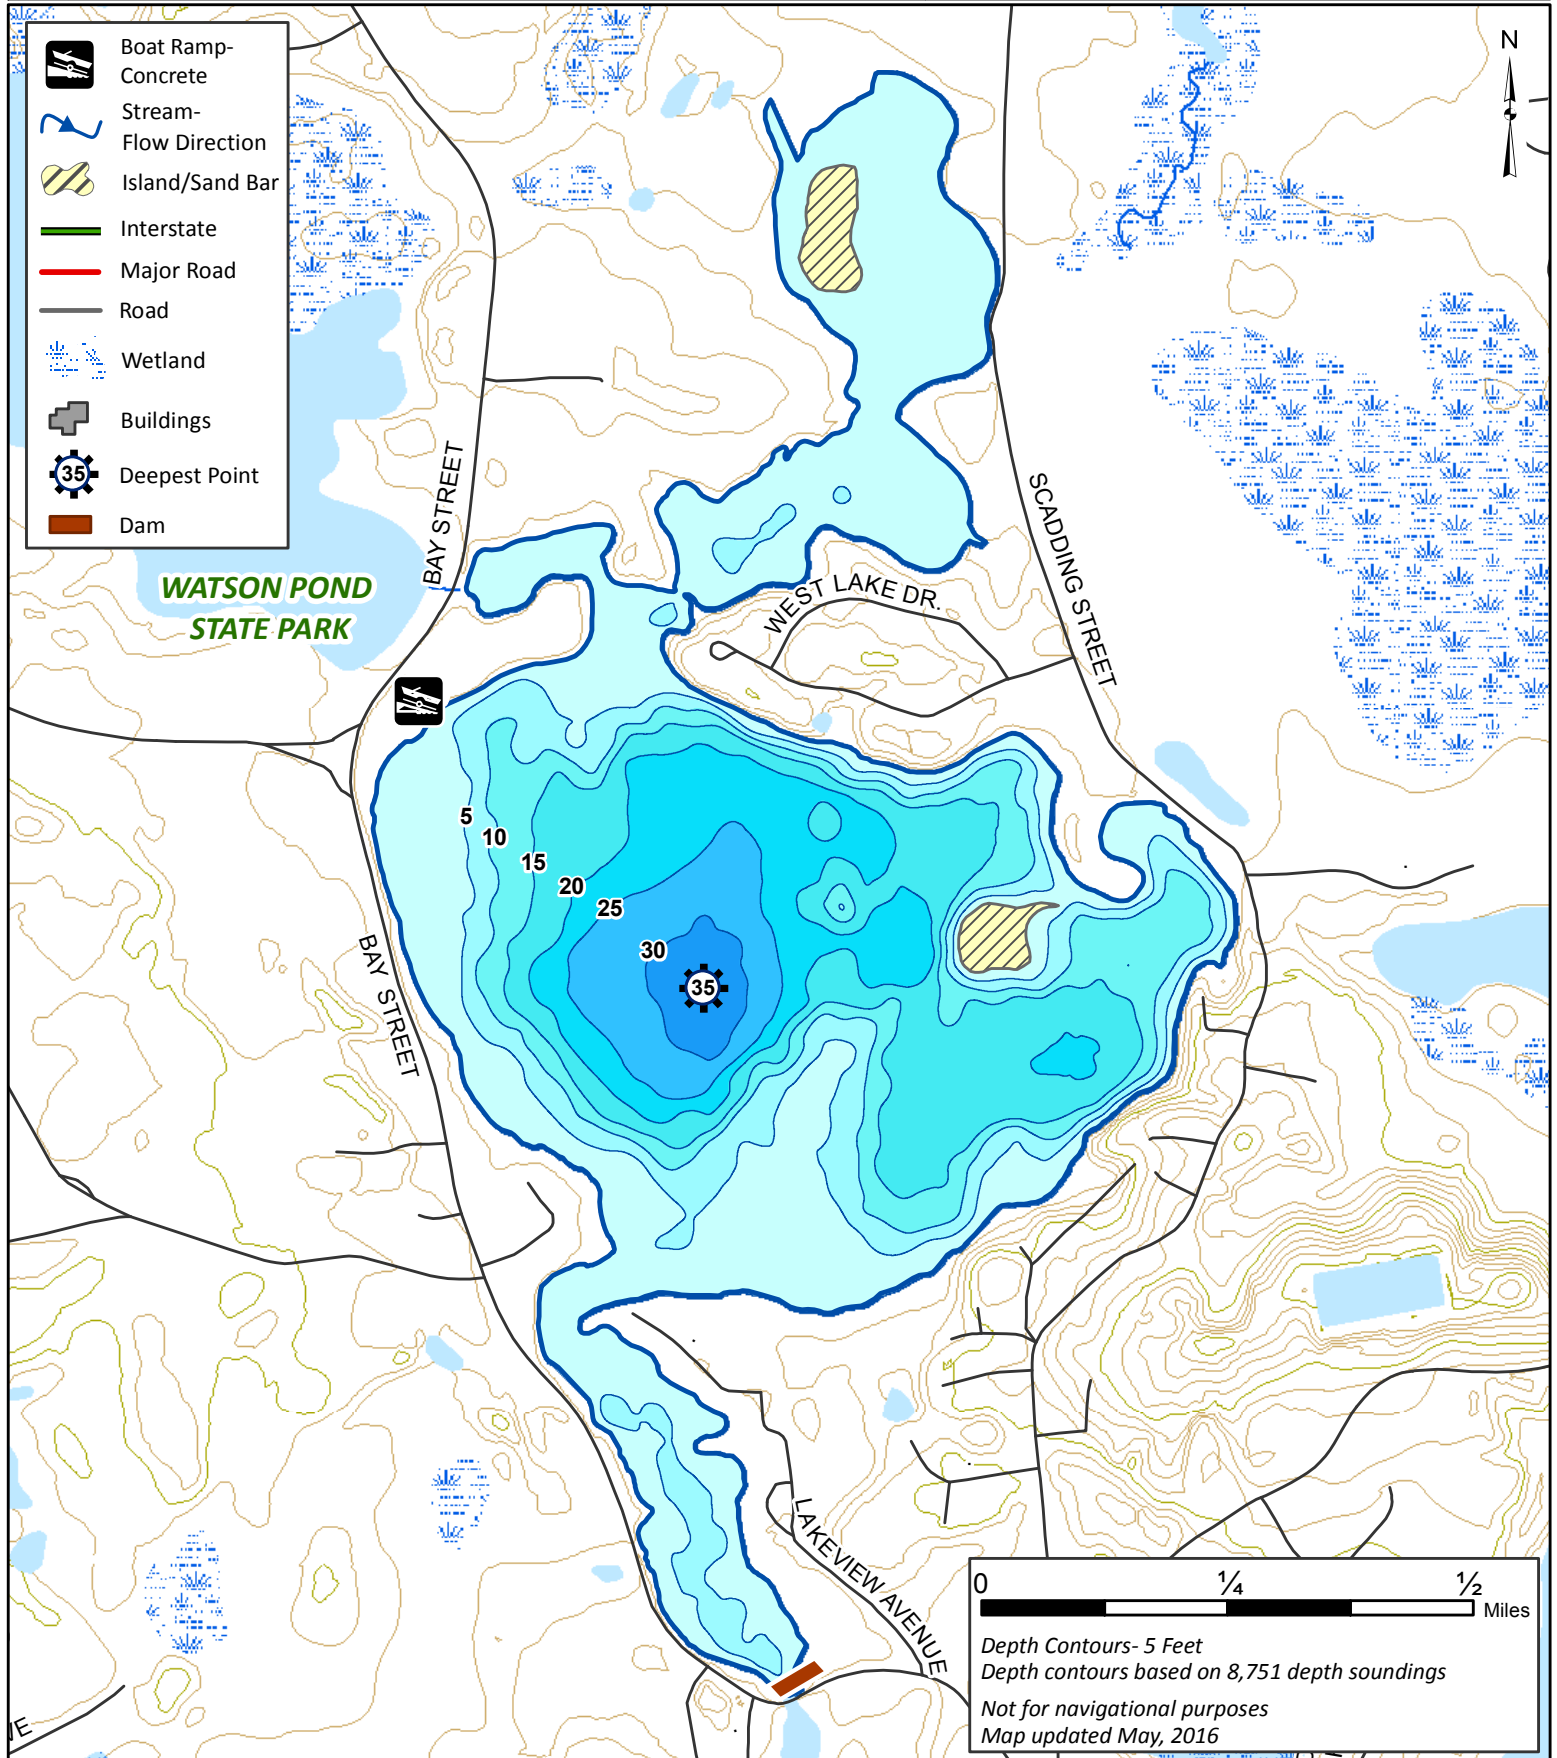 Boat Ramp-
Concrete
Stream-
Flow Direction
Island/Sand Bar
Interstate
Major Road
Road
Wetland
Buildings
35
Deepest Point
Dam
N
BAY STREET
WATSON POND
STATE PARK
SCADDING STREET
WEST LAKE DR.
5
10
15
20
25
30
35
BAY STREET
LAKEVIEW AVENUE
0 ¼ ½
Miles
Depth Contours- 5 Feet
Depth contours based on 8,751 depth soundings
Not for navigational purposes
Map updated May, 2016